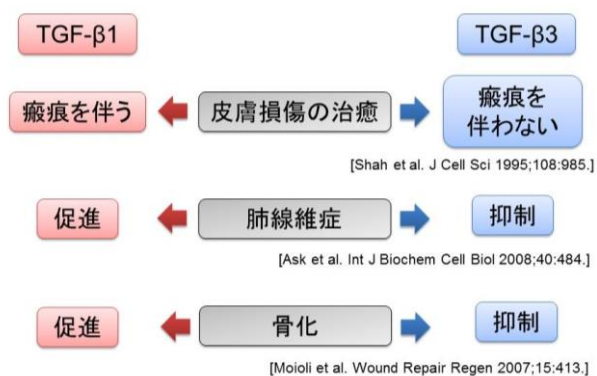 TGF-β1
TGF-β3
瘢痕を伴う
皮膚損傷の治癒
瘢痕を
伴わない
[Shah et al. J Cell Sci 1995;108:985.]
促進
肺線維症
抑制
[Ask et al. Int J Biochem Cell Biol 2008;40:484.]
促進
骨化
抑制
[Moioli et al. Wound Repair Regen 2007;15:413.]